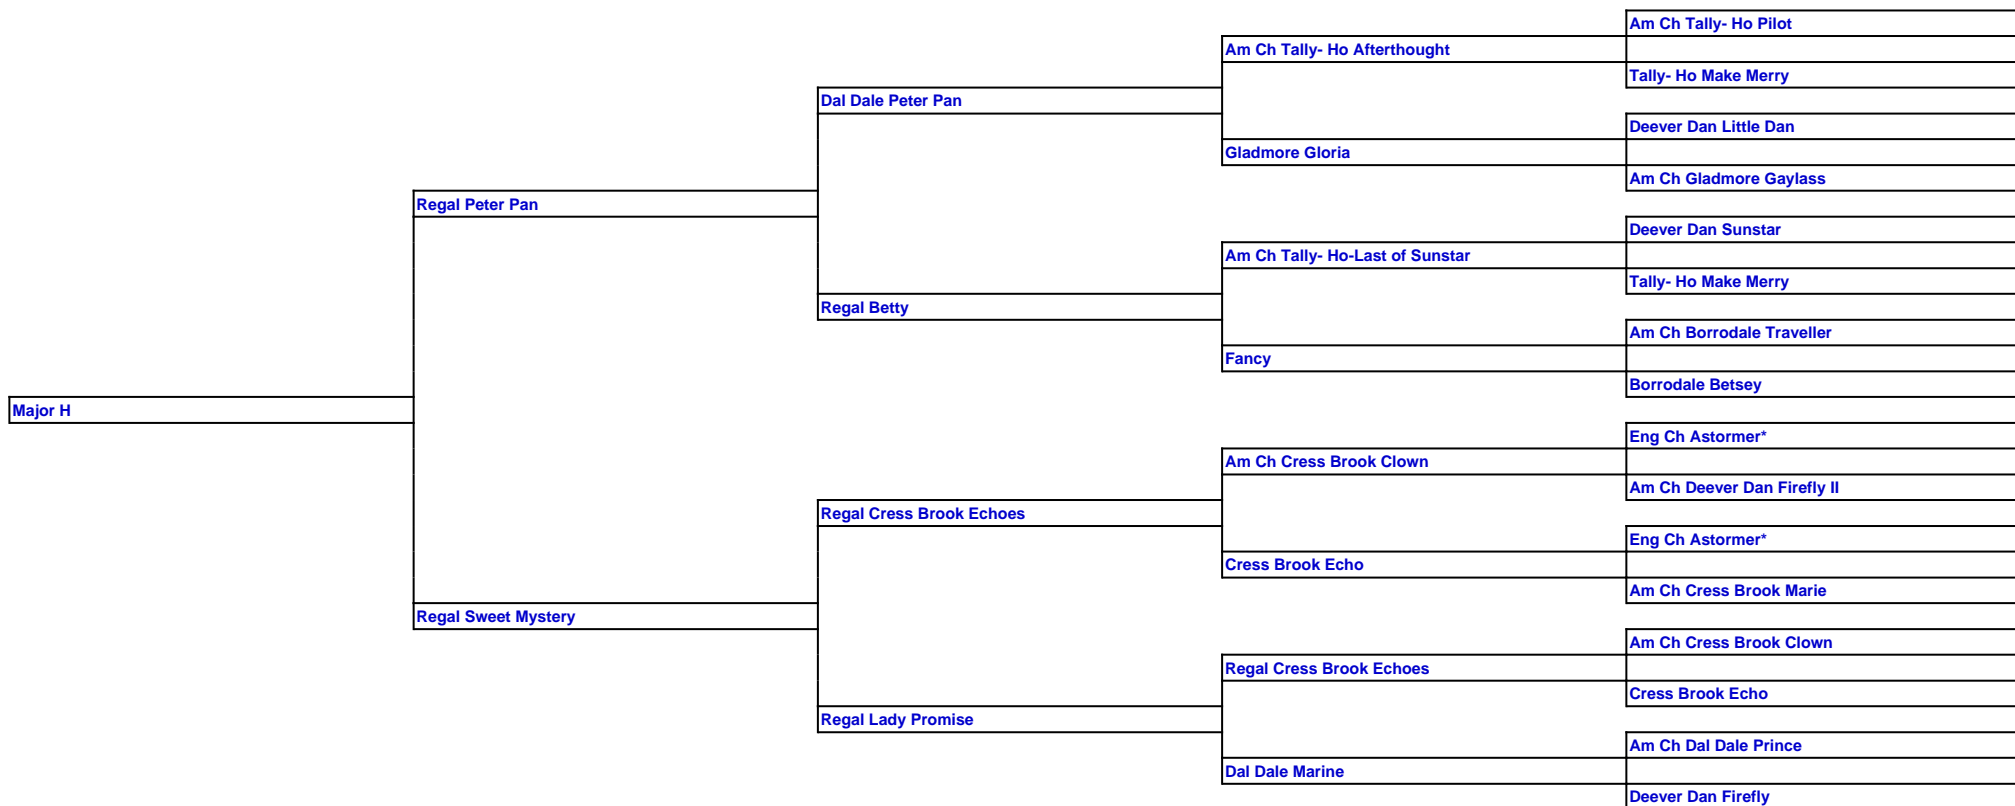 Am Ch Tally- Ho Pilot
Am Ch Tally- Ho Afterthought
Tally- Ho Make Merry
Dal Dale Peter Pan
Deever Dan Little Dan
Gladmore Gloria
Am Ch Gladmore Gaylass
Regal Peter Pan
Deever Dan Sunstar
Am Ch Tally- Ho-Last of Sunstar
Tally- Ho Make Merry
Regal Betty
Am Ch Borrodale Traveller
Fancy
Borrodale Betsey
Major H
Eng Ch Astormer*
Am Ch Cress Brook Clown
Am Ch Deever Dan Firefly II
Regal Cress Brook Echoes
Eng Ch Astormer*
Cress Brook Echo
Am Ch Cress Brook Marie
Regal Sweet Mystery
Am Ch Cress Brook Clown
Regal Cress Brook Echoes
Cress Brook Echo
Regal Lady Promise
Am Ch Dal Dale Prince
Dal Dale Marine
Deever Dan Firefly